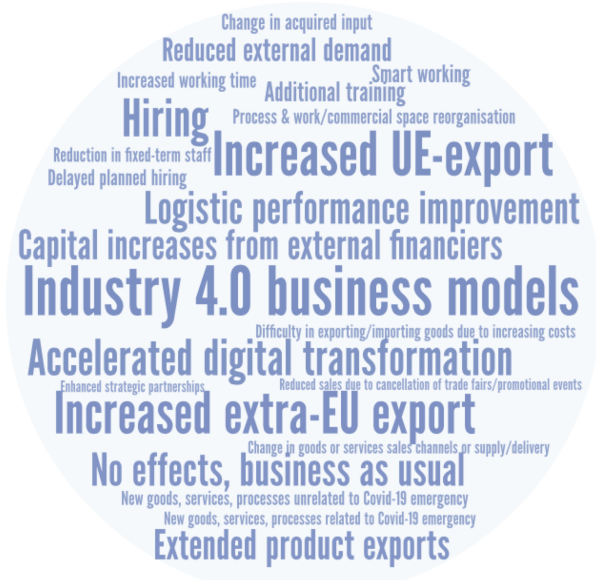 Change in acquired input
Reduced external demand
Smart working
Increased working time
Additional training
Hiring
Process & work/commercial space reorganisation
Increased UE-export
Reduction in fixed-term staff
Delayed planned hiring
Logistic performance improvement
Capital increases from external financiers
Industry 4.0 business models
Difficulty in exporting/importing goods due to increasing costs
Accelerated digital transformation
Enhanced strategic partnerships
Reduced sales due to cancellation of trade fairs/promotional events
Increased extra-EU export
Change in goods or services sales channels or supply/delivery
No effects, business as usual
New goods, services, processes unrelated to Covid-19 emergency
New goods, services, processes related to Covid-19 emergency
Extended product exports